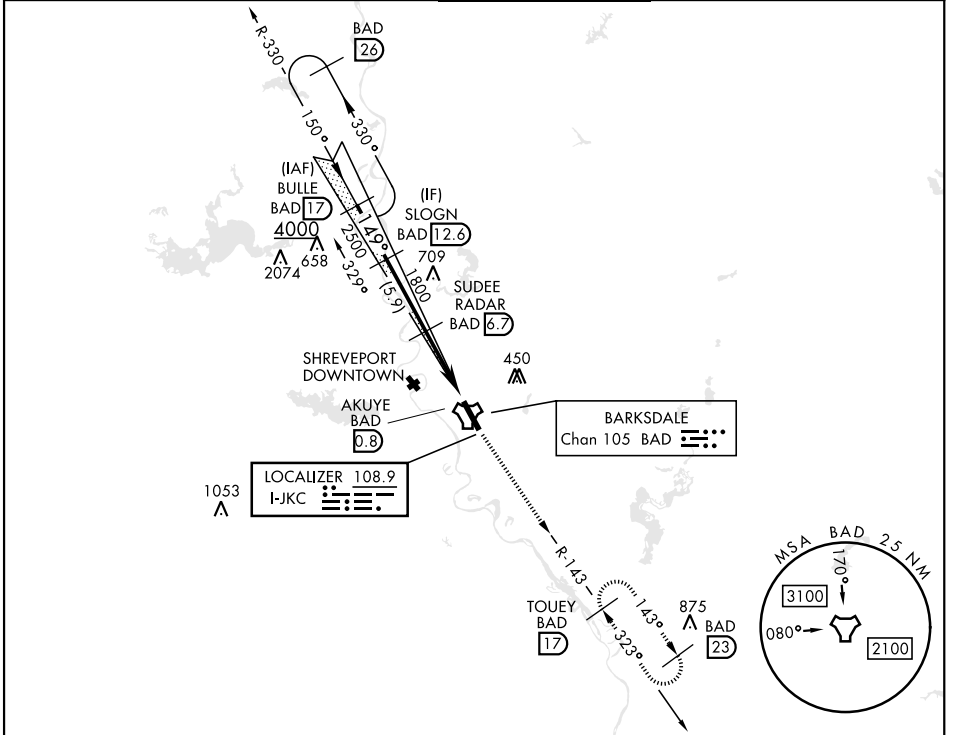 R-330
BAD
26
150°
330°
(IAF)
BULLE
BAD 17
4000
2074
658
149°
2500
329°
(5.9)
(IF)
SLOGN
BAD 12.6
709
1800
SUDEE
RADAR
BAD 6.7
SHREVEPORT
DOWNTOWN
450
AKUYE
BAD
0.8
BARKSDALE
Chan 105 BAD
LOCALIZER 108.9
I-JKC
1053
R-143
TOUEY
BAD
17
143°
323°
875
BAD
23
MSA BAD 25 NM
170°
3100
080°
2100